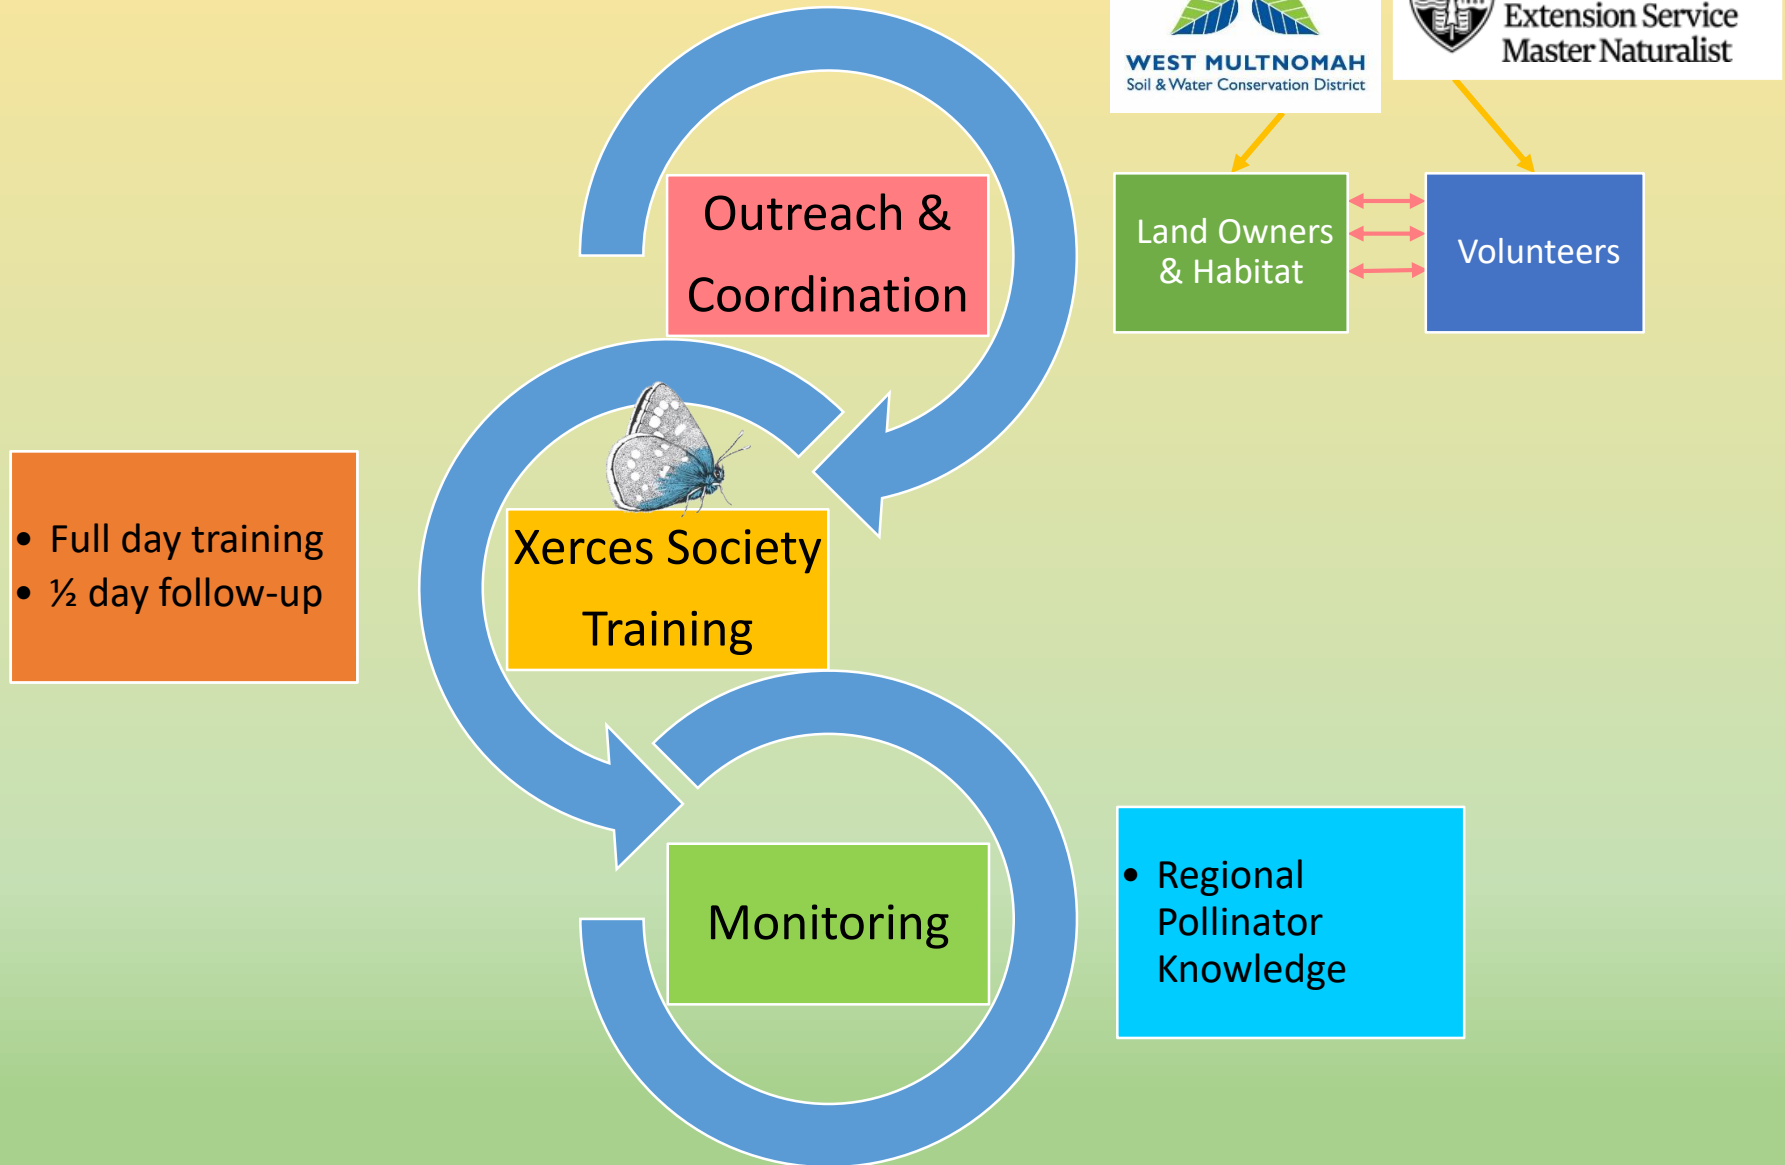 WEST MULTNOMAH
Soil & Water Conservation District
Extension Service
Master Naturalist
Outreach &
Coordination
Land Owners
& Habitat
Volunteers
Xerces Society
Training
• Full day training
• ½ day follow-up
Monitoring
• Regional
Pollinator
Knowledge